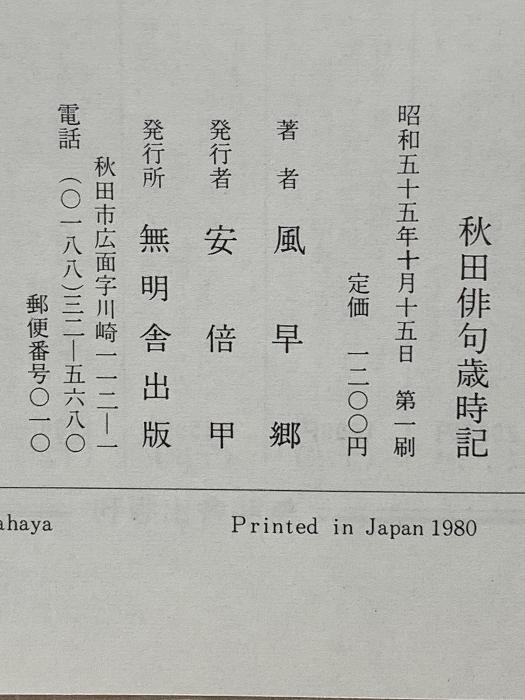 秋田俳句歳時記
昭和五十五年十月十五日　第一刷
定価　一二〇〇円
著者　風早郷
発行者　安倍甲
発行所　無明舎出版
秋田市広面字川崎一一二―一
電話　(〇一八八)三二―五六八〇
郵便番号〇一〇
ahaya
Printed in Japan 1980